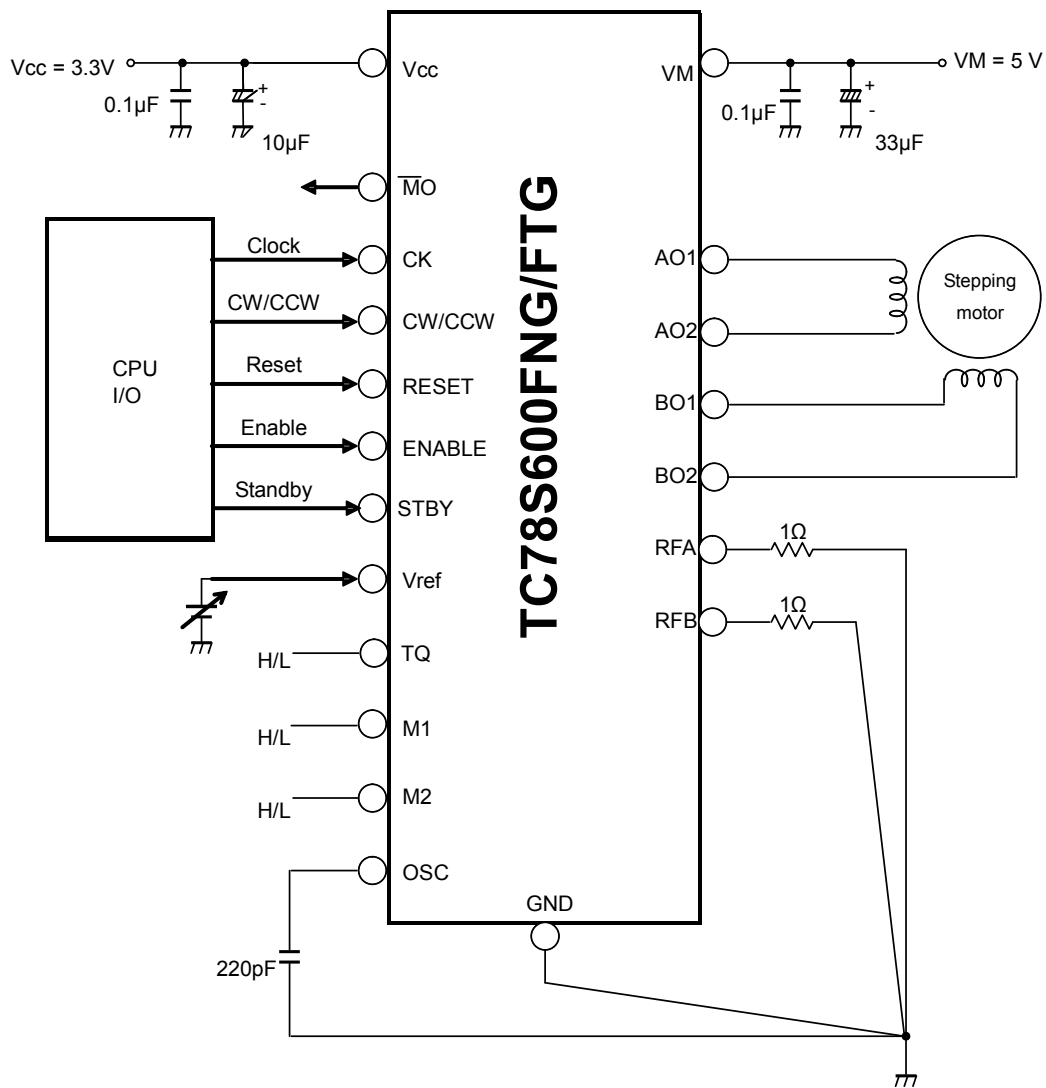 Vcc = 3.3V
0.1µF
+
-
10µF
Vcc
VM
VM = 5 V
0.1µF
+
-
33µF
M̅O
CPU
I/O
Clock
CK
CW/CCW
CW/CCW
Reset
RESET
Enable
ENABLE
Standby
STBY
Vref
H/L
TQ
H/L
M1
H/L
M2
OSC
220pF
GND
TC78S600FNG/FTG
AO1
AO2
Stepping
motor
BO1
BO2
RFA
1Ω
RFB
1Ω